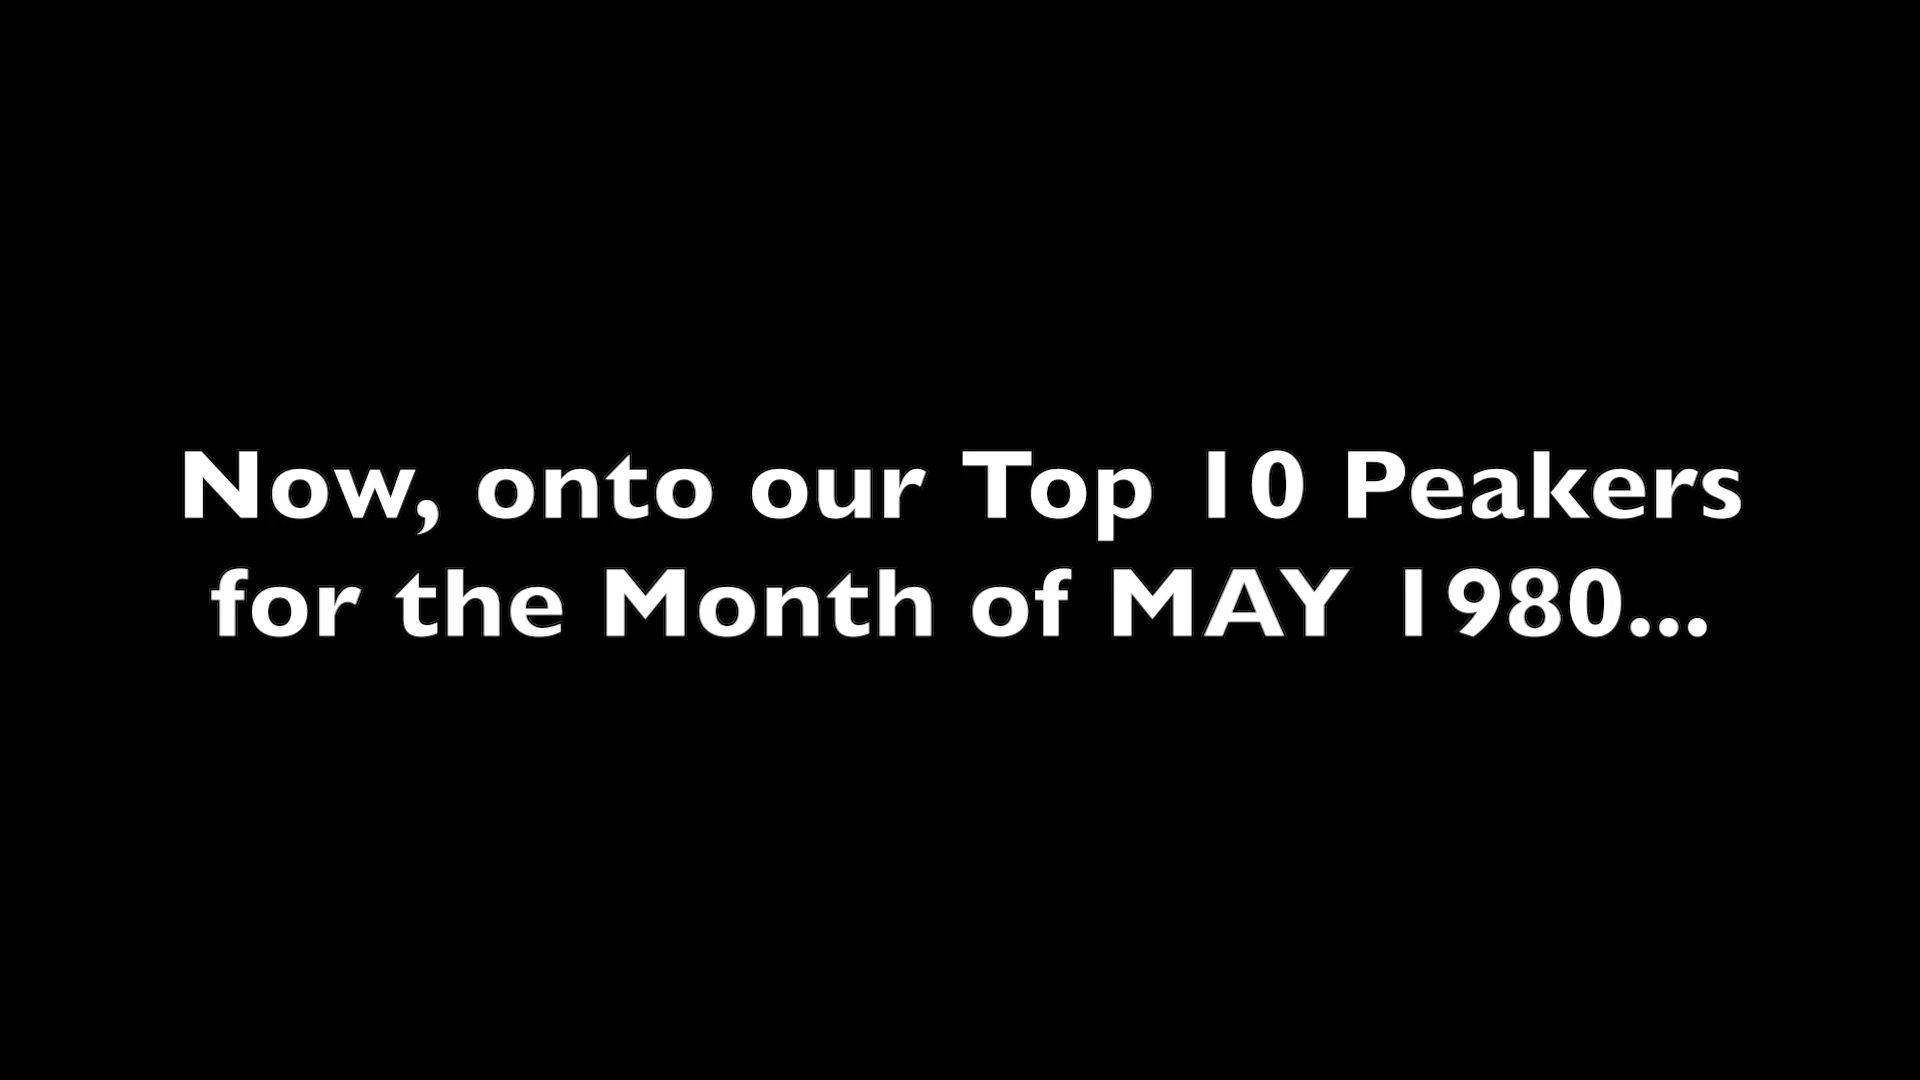 Now, onto our Top 10 Peakers
for the Month of MAY 1980...